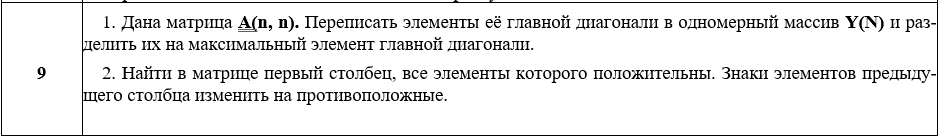 1. Дана матрица A(n, n). Переписать элементы её главной диагонали в одномерный массив Y(N) и раз-
делить их на максимальный элемент главной диагонали.
9
2. Найти в матрице первый столбец, все элементы которого положительны. Знаки элементов предыду-
щего столбца изменить на противоположные.